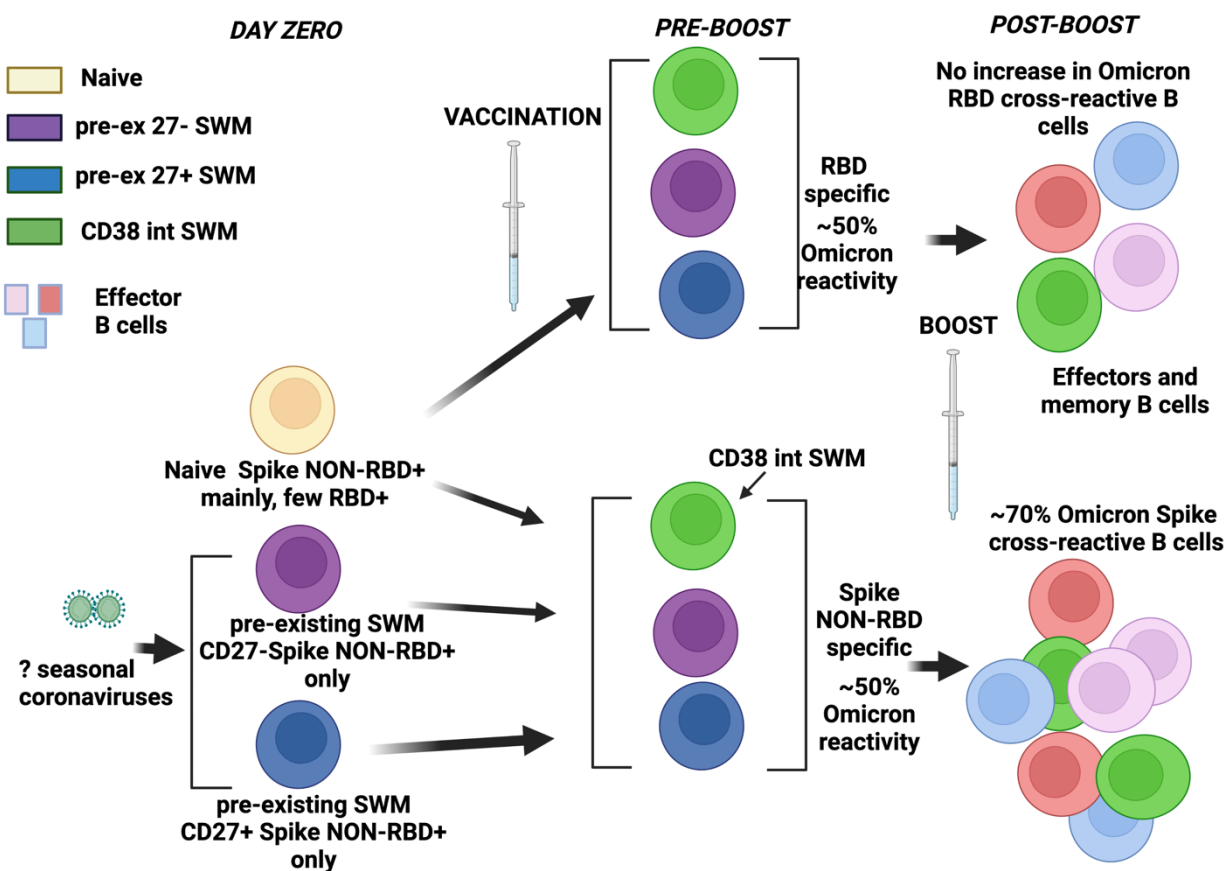 DAY ZERO
PRE-BOOST
POST-BOOST
Naive
pre-ex 27- SWM
pre-ex 27+ SWM
CD38 int SWM
Effector
B cells
VACCINATION
RBD
specific
~50%
Omicron
reactivity
No increase in Omicron
RBD cross-reactive B
cells
BOOST
Effectors and
memory B cells
Naive Spike NON-RBD+
mainly, few RBD+
CD38 int SWM
? seasonal
coronaviruses
pre-existing SWM
CD27-Spike NON-RBD+
only
pre-existing SWM
CD27+ Spike NON-RBD+
only
Spike
NON-RBD
specific
~50%
Omicron
reactivity
~70% Omicron Spike
cross-reactive B cells